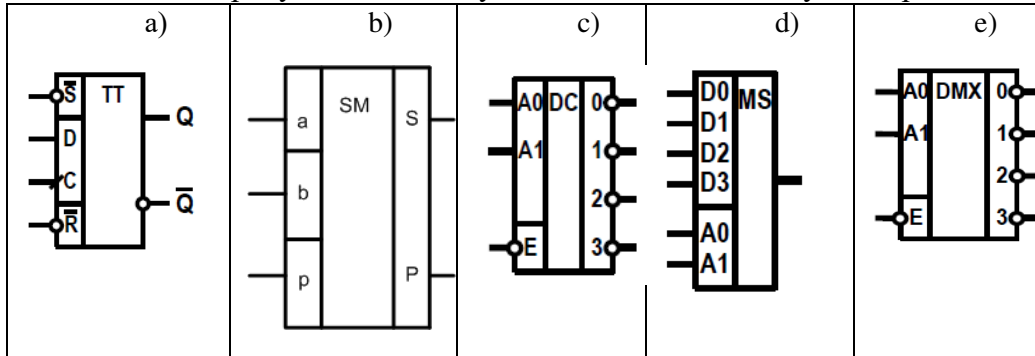 a) b) c) d) e)
S̅ TT
D Q
C
R̅ Q̅
SM
a S
b
p P
A0 DC 0
A1 1
2
E 3
D0 MS
D1
D2
D3
A0
A1
A0 DMX 0
A1 1
2
E 3